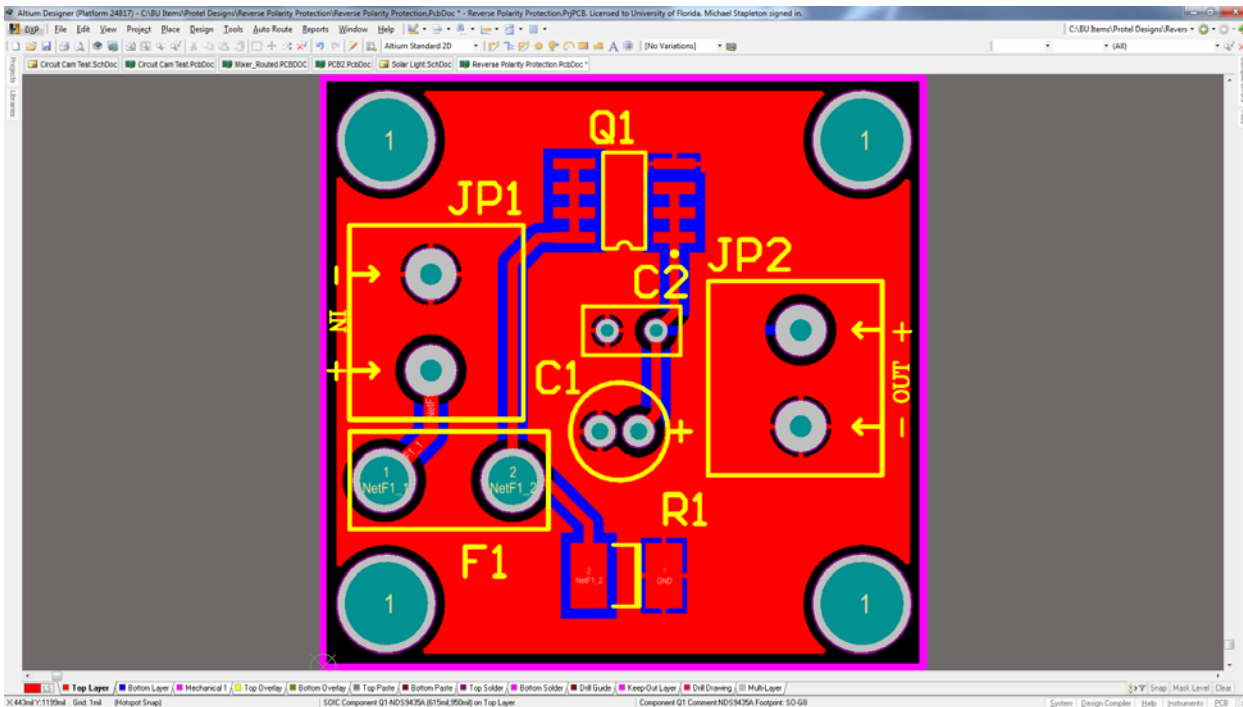 Altium Designer (Platform 24817) - C:\BU Items\Protel Designs\Reverse Polarity Protection\Reverse Polarity Protection.PcbDoc * - Reverse Polarity Protection.PrjPCB. Licensed to University of Florida. Michael Stapleton signed in.
DXP File Edit View Project Place Design Tools Auto Route Reports Window Help C:\BU Items\Protel Designs\Revers
Altium Standard 2D [No Variations] (All)
Circuit Cam Test.SchDoc Circuit Cam Test.PcbDoc Mixer_Routed.PCBDOC PCB2.PcbDoc Solar Light.SchDoc Reverse Polarity Protection.PcbDoc *
Projects
Libraries
1
1
Q1
JP1
JP2
C2
-
IN
+
+
OUT
-
C1
+
1
NetF1_1
2
NetF1_2
F1
R1
2
NetF1_2
1
GND
1
1
LS Top Layer Bottom Layer Mechanical 1 Top Overlay Bottom Overlay Top Paste Bottom Paste Top Solder Bottom Solder Drill Guide Keep-Out Layer Drill Drawing Multi-Layer Snap Mask Level Clear
X:443mil Y:1199mil Grid: 1mil (Hotspot Snap) SOIC Component Q1-NDS9435A (615mil,950mil) on Top Layer Component Q1 Comment:NDS9435A Footprint: SO-G8 System Design Compiler Help Instruments PCB